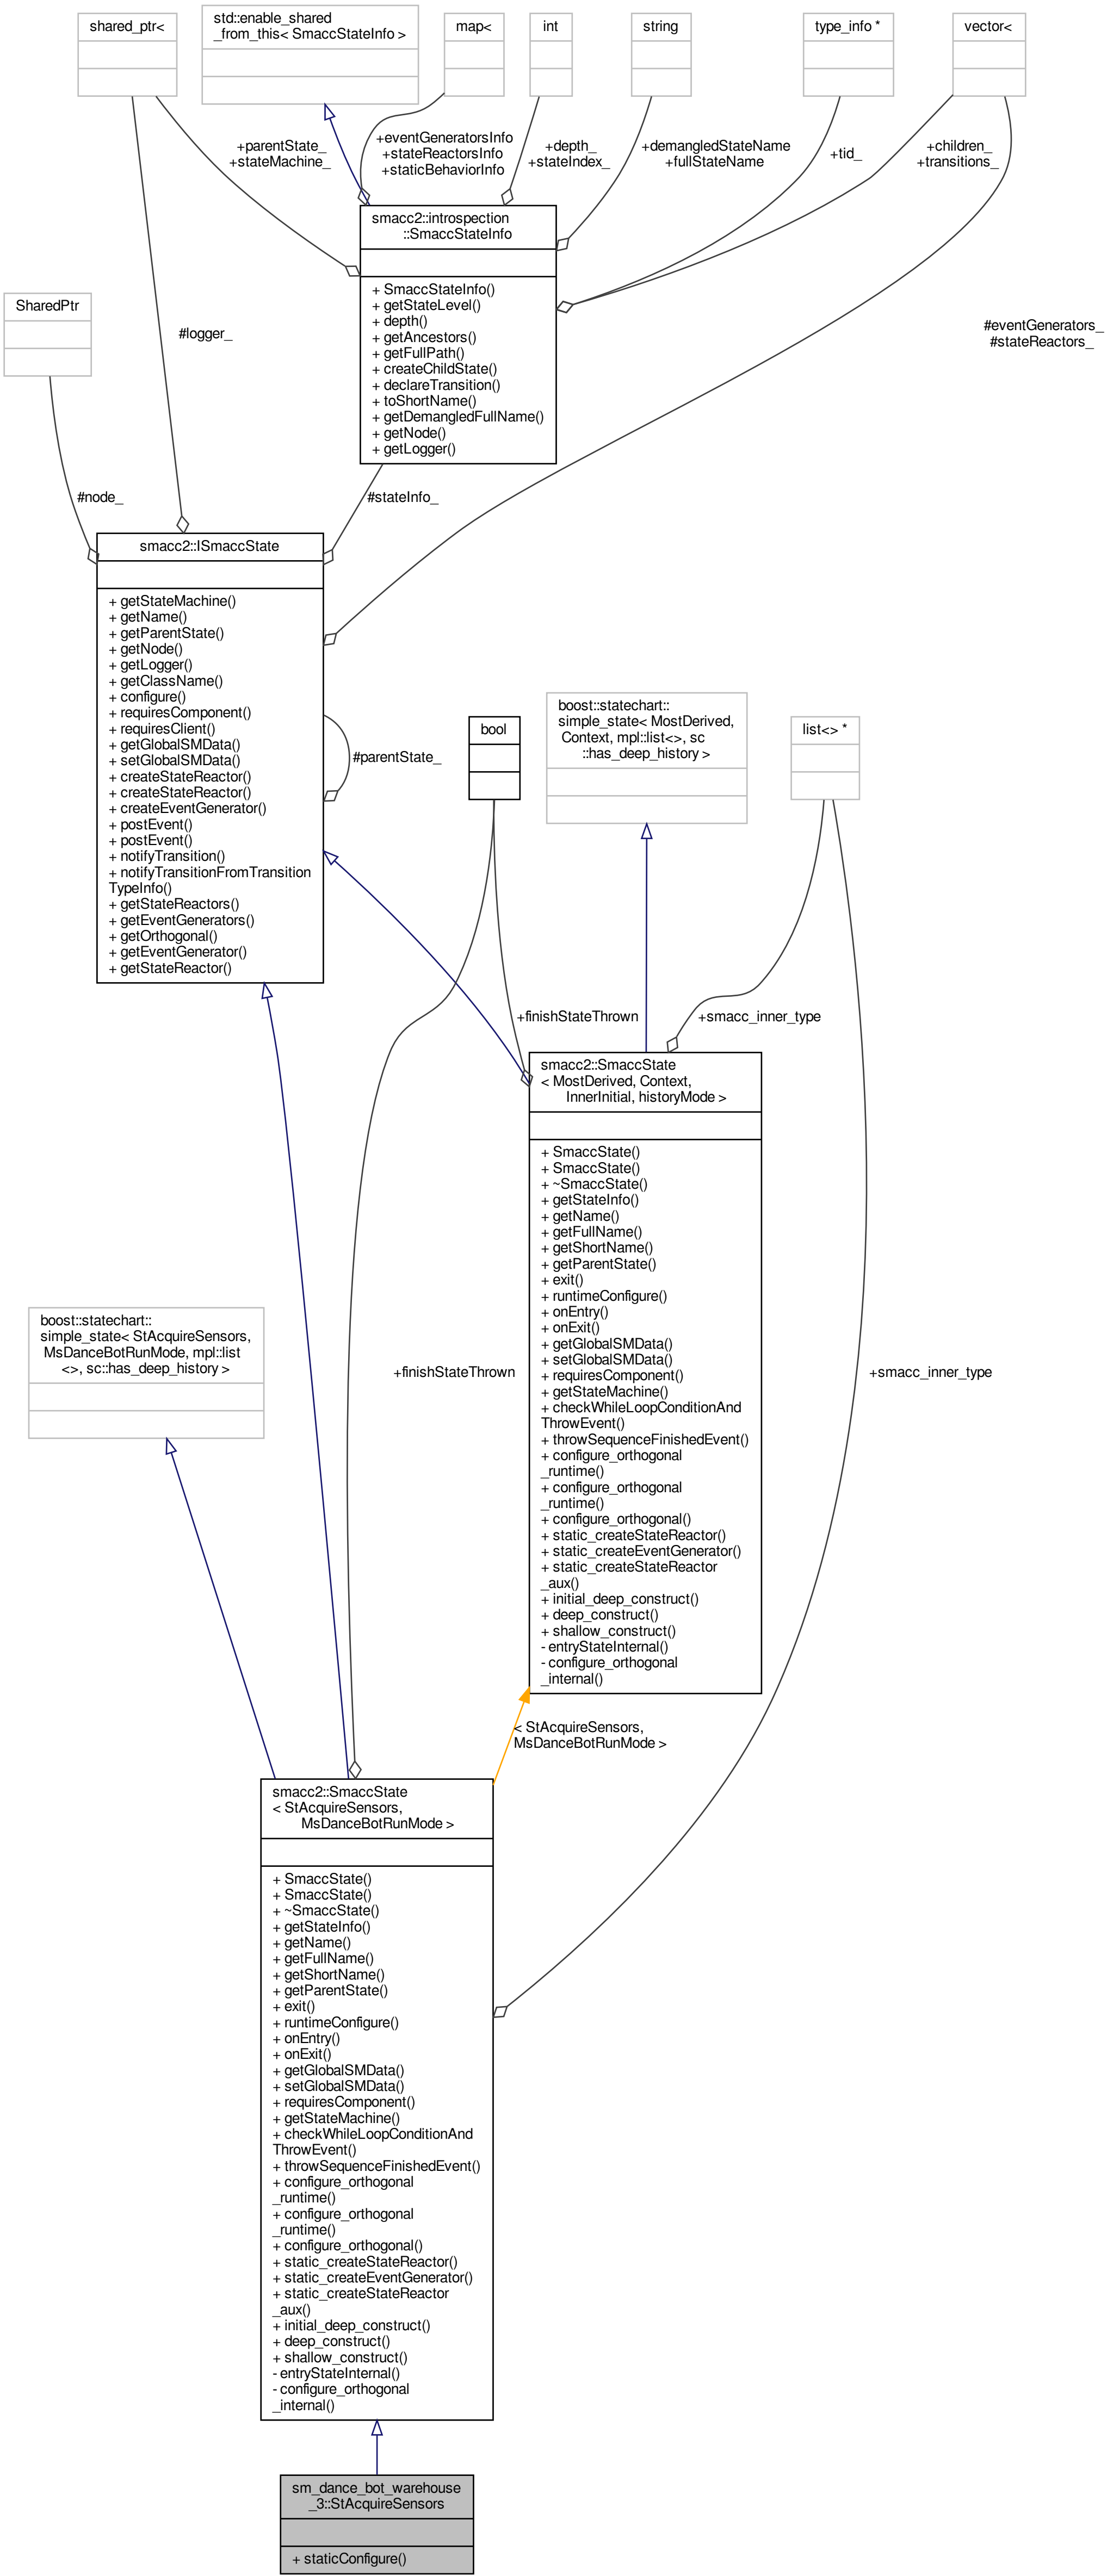 shared_ptr<
std::enable_shared
_from_this< SmaccStateInfo >
map<
int
string
type_info *
vector<
+parentState_
+stateMachine_
+eventGeneratorsInfo
+stateReactorsInfo
+staticBehaviorInfo
+depth_
+stateIndex_
+demangledStateName
+fullStateName
+tid_
+children_
+transitions_
smacc2::introspection
::SmaccStateInfo
+ SmaccStateInfo()
+ getStateLevel()
+ depth()
+ getAncestors()
+ getFullPath()
+ createChildState()
+ declareTransition()
+ toShortName()
+ getDemangledFullName()
+ getNode()
+ getLogger()
SharedPtr
#logger_
#eventGenerators_
#stateReactors_
#node_
#stateInfo_
smacc2::ISmaccState
+ getStateMachine()
+ getName()
+ getParentState()
+ getNode()
+ getLogger()
+ getClassName()
+ configure()
+ requiresComponent()
+ requiresClient()
+ getGlobalSMData()
+ setGlobalSMData()
+ createStateReactor()
+ createStateReactor()
+ createEventGenerator()
+ postEvent()
+ postEvent()
+ notifyTransition()
+ notifyTransitionFromTransition
TypeInfo()
+ getStateReactors()
+ getEventGenerators()
+ getOrthogonal()
+ getEventGenerator()
+ getStateReactor()
#parentState_
bool
boost::statechart::
simple_state< MostDerived,
Context, mpl::list<>, sc
::has_deep_history >
list<> *
+finishStateThrown
+smacc_inner_type
smacc2::SmaccState
< MostDerived, Context,
InnerInitial, historyMode >
+ SmaccState()
+ SmaccState()
+ ~SmaccState()
+ getStateInfo()
+ getName()
+ getFullName()
+ getShortName()
+ getParentState()
+ exit()
+ runtimeConfigure()
+ onEntry()
+ onExit()
+ getGlobalSMData()
+ setGlobalSMData()
+ requiresComponent()
+ getStateMachine()
+ checkWhileLoopConditionAnd
ThrowEvent()
+ throwSequenceFinishedEvent()
+ configure_orthogonal
_runtime()
+ configure_orthogonal
_runtime()
+ configure_orthogonal()
+ static_createStateReactor()
+ static_createEventGenerator()
+ static_createStateReactor
_aux()
+ initial_deep_construct()
+ deep_construct()
+ shallow_construct()
- entryStateInternal()
- configure_orthogonal
_internal()
boost::statechart::
simple_state< StAcquireSensors,
MsDanceBotRunMode, mpl::list
<>, sc::has_deep_history >
+finishStateThrown
+smacc_inner_type
< StAcquireSensors,
MsDanceBotRunMode >
smacc2::SmaccState
< StAcquireSensors,
MsDanceBotRunMode >
+ SmaccState()
+ SmaccState()
+ ~SmaccState()
+ getStateInfo()
+ getName()
+ getFullName()
+ getShortName()
+ getParentState()
+ exit()
+ runtimeConfigure()
+ onEntry()
+ onExit()
+ getGlobalSMData()
+ setGlobalSMData()
+ requiresComponent()
+ getStateMachine()
+ checkWhileLoopConditionAnd
ThrowEvent()
+ throwSequenceFinishedEvent()
+ configure_orthogonal
_runtime()
+ configure_orthogonal
_runtime()
+ configure_orthogonal()
+ static_createStateReactor()
+ static_createEventGenerator()
+ static_createStateReactor
_aux()
+ initial_deep_construct()
+ deep_construct()
+ shallow_construct()
- entryStateInternal()
- configure_orthogonal
_internal()
sm_dance_bot_warehouse
_3::StAcquireSensors
+ staticConfigure()